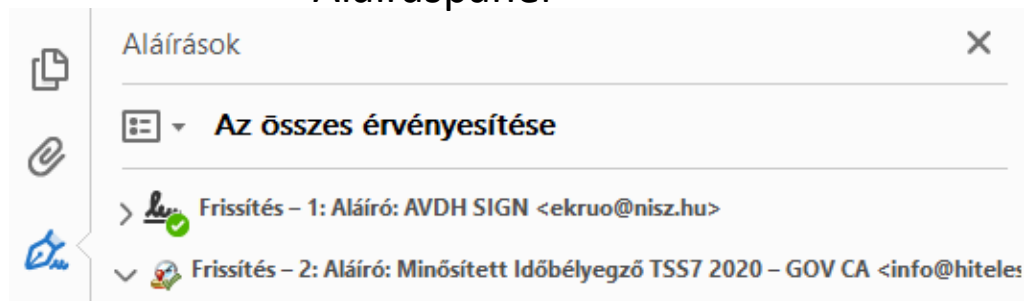 Aláíráspanel
Aláírások
Az összes érvényesítése
Frissítés – 1: Aláíró: AVDH SIGN <ekruo@nisz.hu>
Frissítés – 2: Aláíró: Minősített Időbélyegző TSS7 2020 – GOV CA <info@hiteles